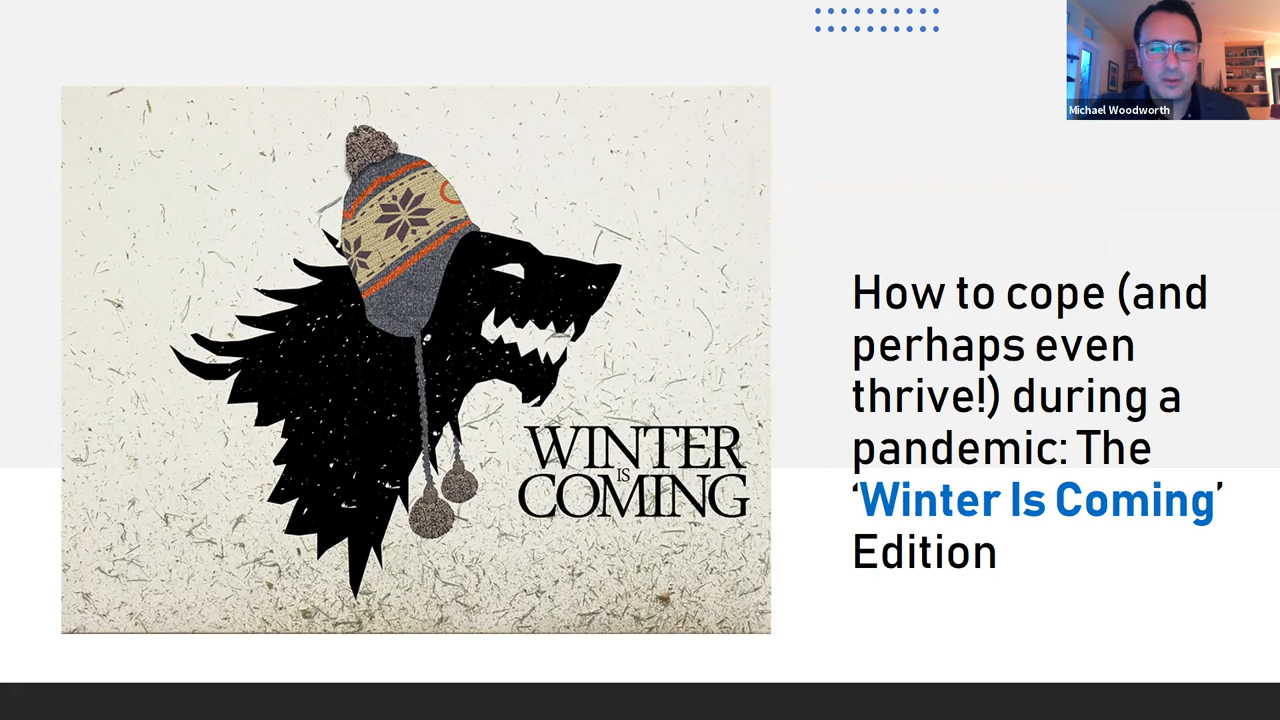 Michael Woodworth
WINTER
IS
COMING
How to cope (and
perhaps even
thrive!) during a
pandemic: The
‘Winter Is Coming’
Edition